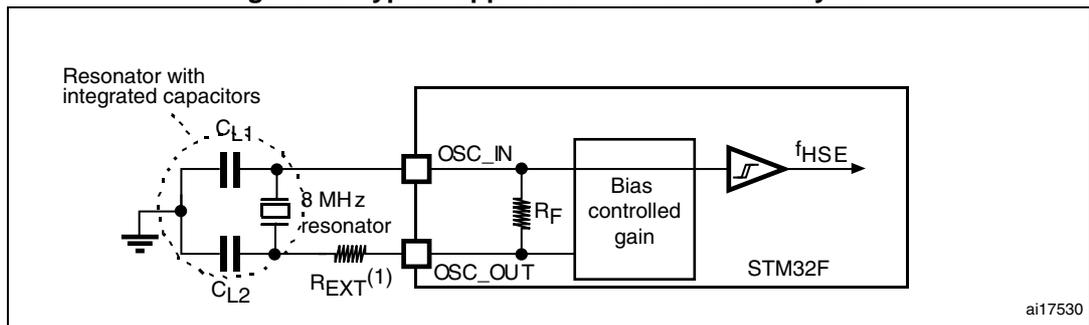 Resonator with
integrated capacitors
CL1
OSC_IN
fHSE
8 MHz
resonator
RF
Bias
controlled
gain
OSC_OUT
STM32F
REXT(1)
CL2
ai17530